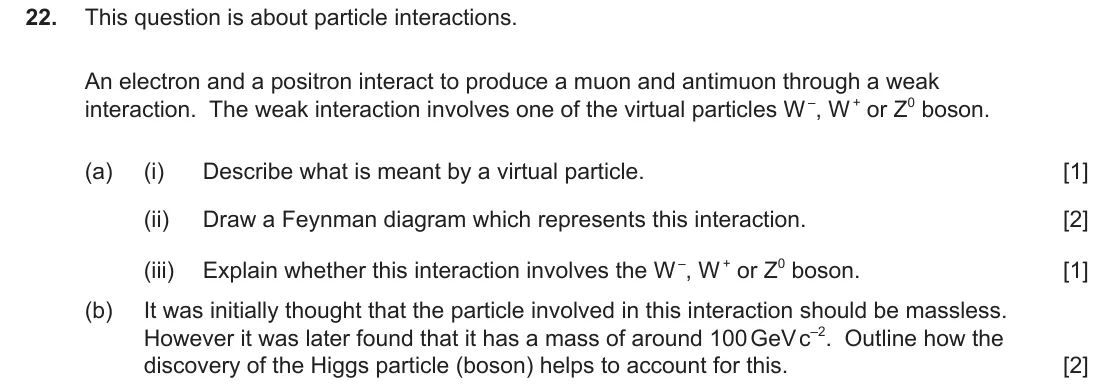 22. This question is about particle interactions.
An electron and a positron interact to produce a muon and antimuon through a weak
interaction. The weak interaction involves one of the virtual particles W⁻, W⁺ or Z⁰ boson.
(a) (i) Describe what is meant by a virtual particle. [1]
(ii) Draw a Feynman diagram which represents this interaction. [2]
(iii) Explain whether this interaction involves the W⁻, W⁺ or Z⁰ boson. [1]
(b) It was initially thought that the particle involved in this interaction should be massless.
However it was later found that it has a mass of around 100 GeV c⁻². Outline how the
discovery of the Higgs particle (boson) helps to account for this. [2]